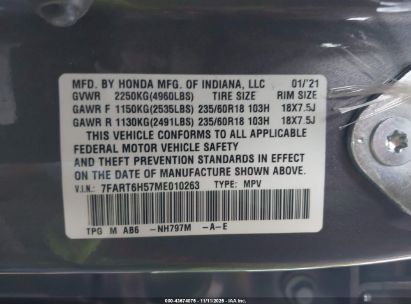 MFD. BY HONDA MFG. OF INDIANA, LLC 01/'21
GVWR 2250KG(4960LBS) TIRE SIZE RIM SIZE
GAWR F 1150KG(2535LBS) 235/60R18 103H 18X7.5J
GAWR R 1130KG(2491LBS) 235/60R18 103H 18X7.5J
THIS VEHICLE CONFORMS TO ALL APPLICABLE
FEDERAL MOTOR VEHICLE SAFETY
AND THEFT PREVENTION STANDARDS IN EFFECT
ON THE DATE OF MANUFACTURE SHOWN ABOVE.
V.I.N.: 7FART6H57ME010263 TYPE: MPV
TPG M AB6 -NH797M -A-E